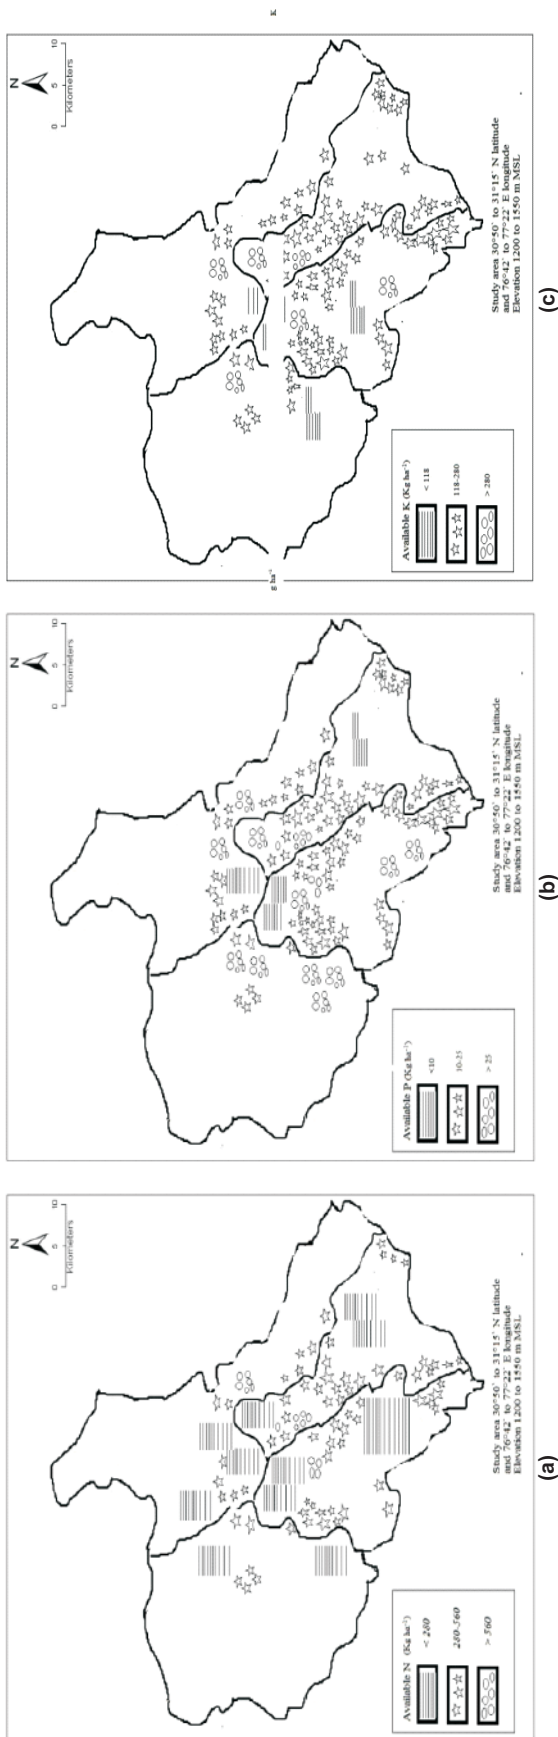 N
0 5 10
Kilometers
Available N (Kg ha⁻¹)
< 280
280-560
> 560
Study area 30°50` to 31°15` N latitude
and 76°42` to 77°22` E longitude
Elevation 1200 to 1550 m MSL
(a)
N
0 5 10
Kilometers
Available P (Kg ha⁻¹)
<10
10-25
> 25
Study area 30°50` to 31°15` N latitude
and 76°42` to 77°22` E longitude
Elevation 1200 to 1550 m MSL
(b)
g ha⁻¹
K
N
0 5 10
Kilometers
Available K (Kg ha⁻¹)
< 118
118-280
> 280
Study area 30°50` to 31°15` N latitude
and 76°42` to 77°22` E longitude
Elevation 1200 to 1550 m MSL
(c)